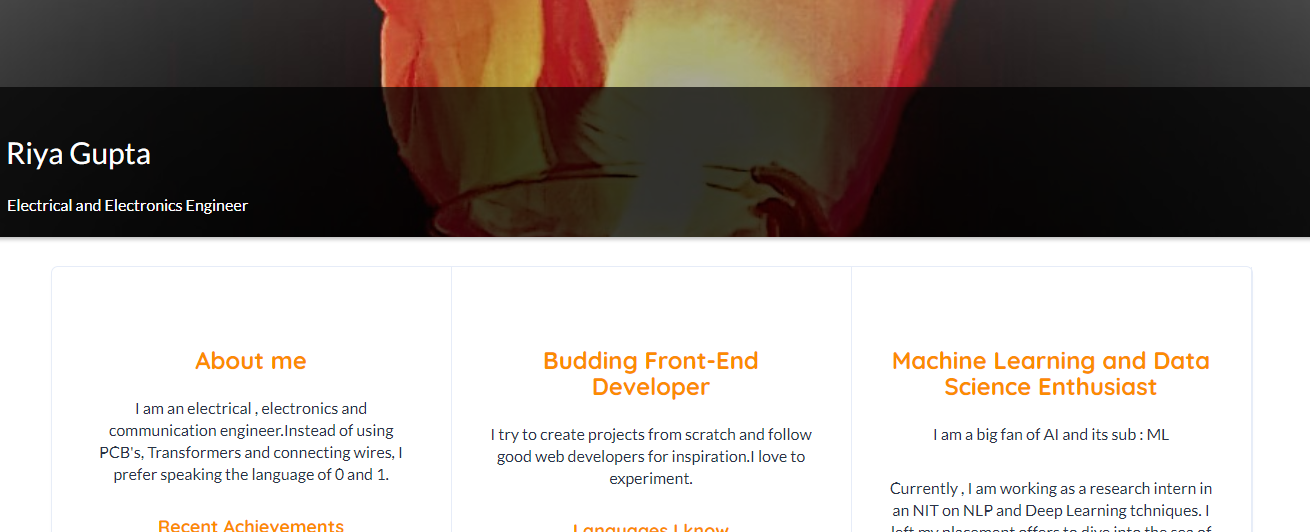 Riya Gupta
Electrical and Electronics Engineer
About me
I am an electrical , electronics and
communication engineer.Instead of using
PCB's, Transformers and connecting wires, I
prefer speaking the language of 0 and 1.
Recent Achievements
Budding Front-End
Developer
I try to create projects from scratch and follow
good web developers for inspiration.I love to
experiment.
Languages I know
Machine Learning and Data
Science Enthusiast
I am a big fan of AI and its sub : ML
Currently , I am working as a research intern in
an NIT on NLP and Deep Learning tchniques. I
left my placement offers to dive into the sea of